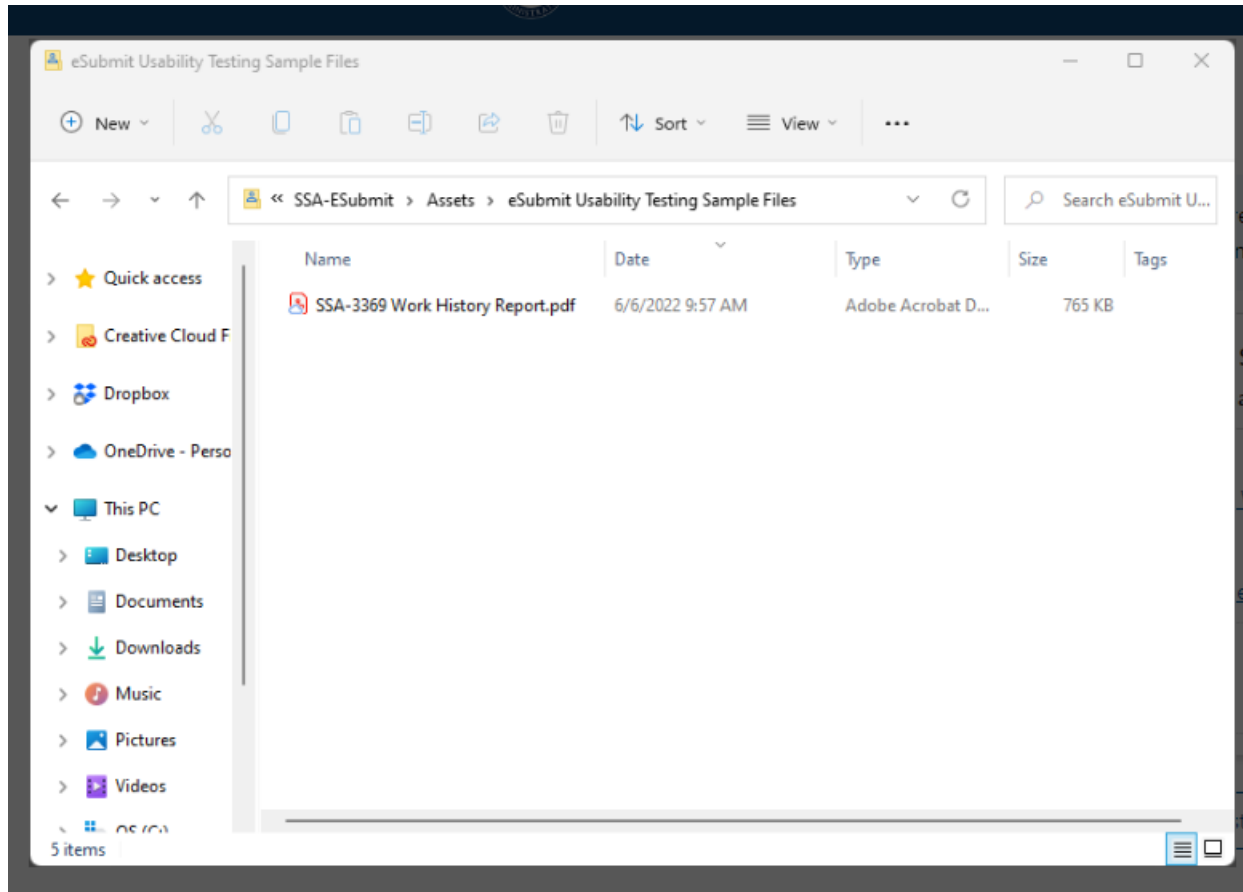 eSubmit Usability Testing Sample Files
New Sort View ...
« SSA-ESubmit > Assets > eSubmit Usability Testing Sample Files Search eSubmit U...
Name Date Type Size Tags
SSA-3369 Work History Report.pdf 6/6/2022 9:57 AM Adobe Acrobat D... 765 KB
Quick access
Creative Cloud F
Dropbox
OneDrive - Perso
This PC
Desktop
Documents
Downloads
Music
Pictures
Videos
OS (C:)
5 items